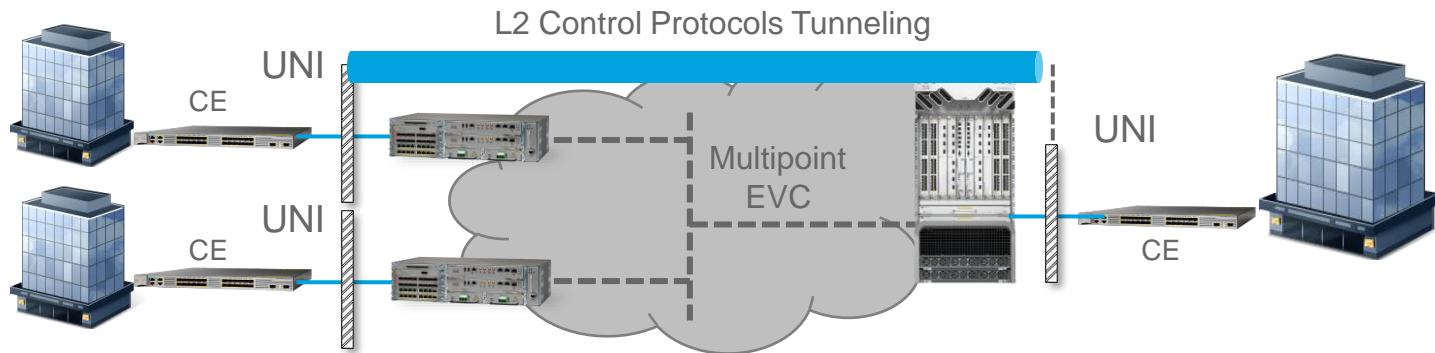 L2 Control Protocols Tunneling
UNI
CE
UNI
Multipoint
EVC
UNI
CE
CE